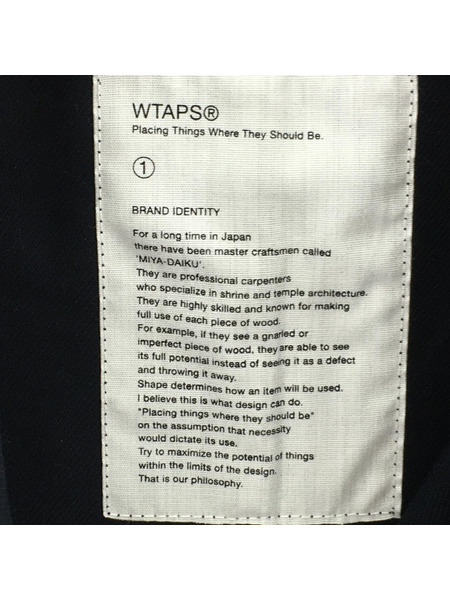 WTAPS®
Placing Things Where They Should Be.
①
BRAND IDENTITY
For a long time in Japan
there have been master craftsmen called
'MIYA-DAIKU'.
They are professional carpenters
who specialize in shrine and temple architecture.
They are highly skilled and known for making
full use of each piece of wood.
For example, if they see a gnarled or
imperfect piece of wood, they are able to see
its full potential instead of seeing it as a defect
and throwing it away.
Shape determines how an item will be used.
I believe this is what design can do.
"Placing things where they should be"
on the assumption that necessity
would dictate its use.
Try to maximize the potential of things
within the limits of the design.
That is our philosophy.